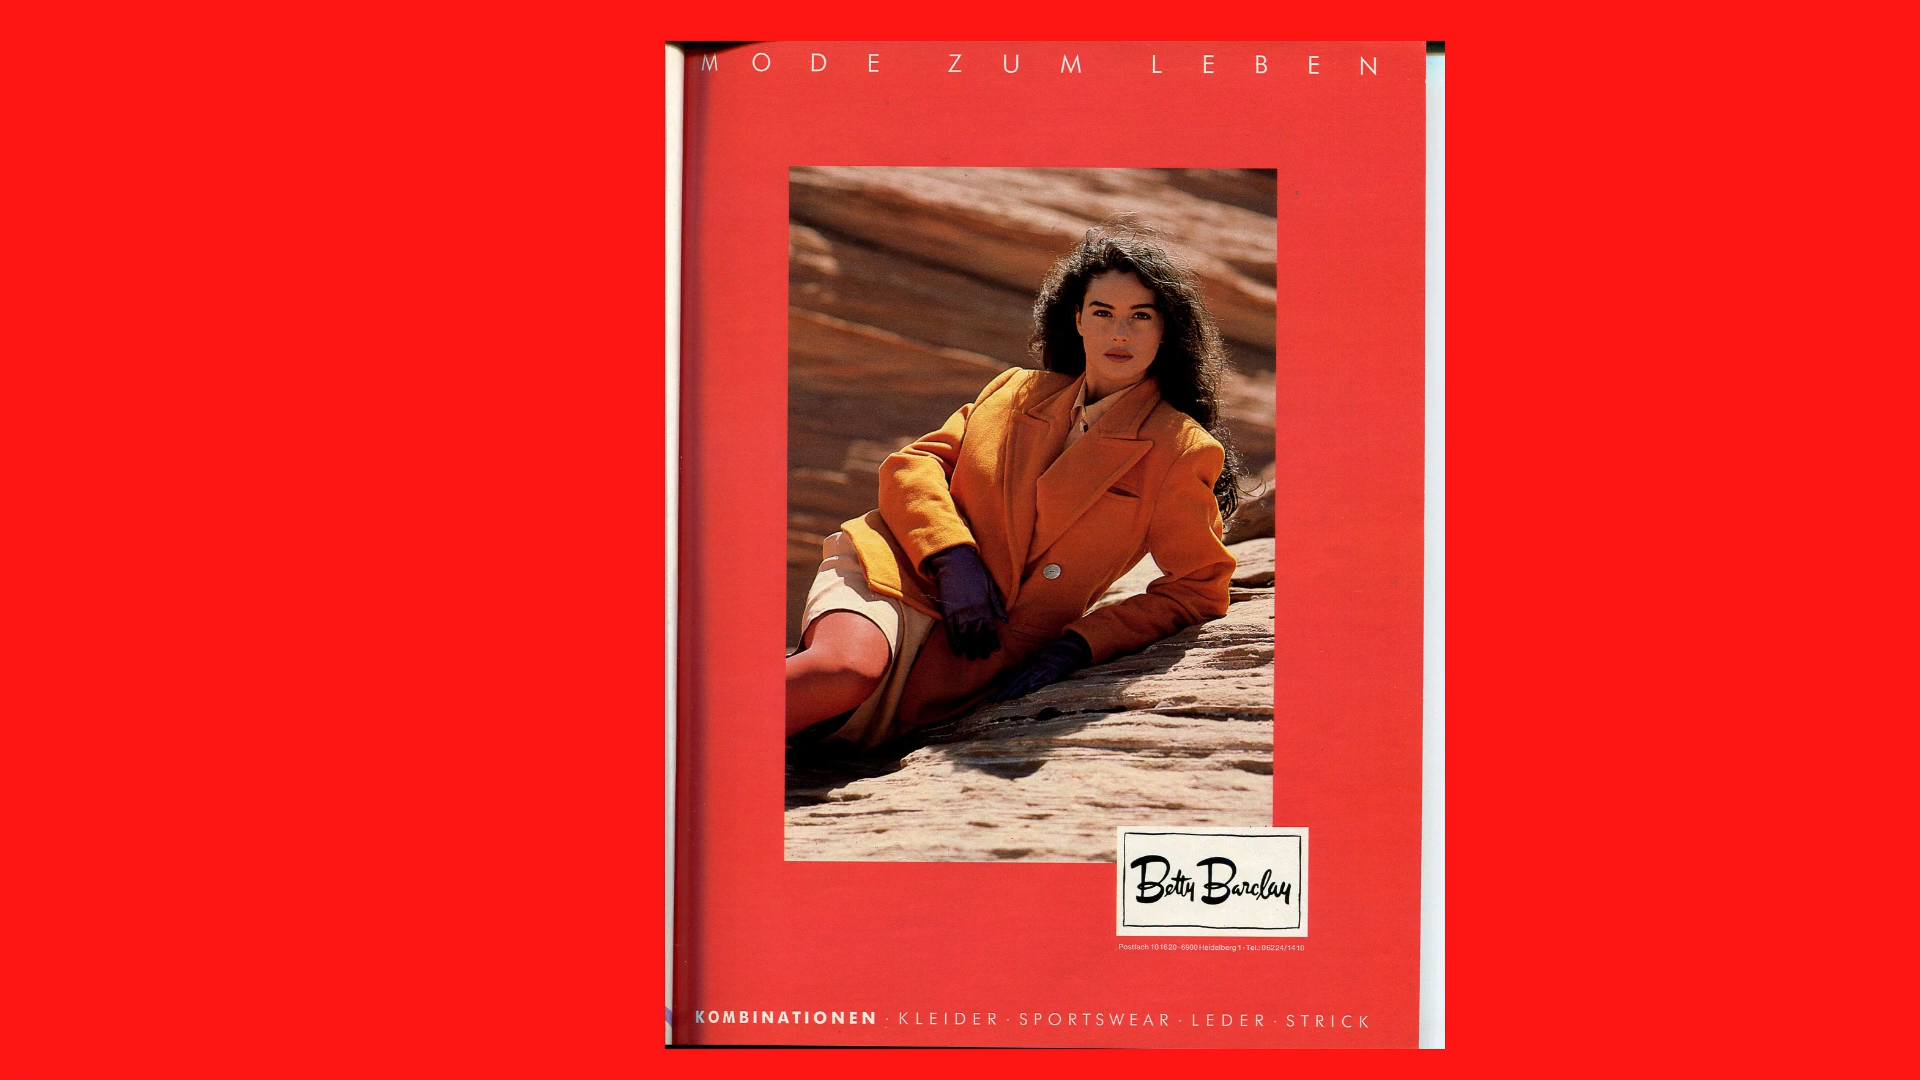 MODE ZUM LEBEN
Betty Barclay
Postfach 101620 · 6900 Heidelberg 1 · Tel.: 06224/1410
KOMBINATIONEN · KLEIDER · SPORTSWEAR · LEDER · STRICK